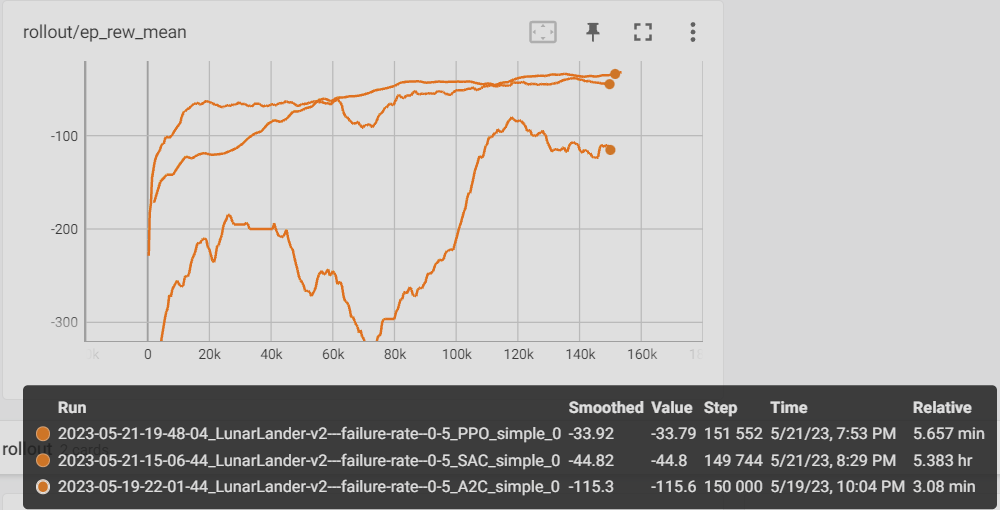 rollout/ep_rew_mean
-100
-200
-300
0 20k 40k 60k 80k 100k 120k 140k 160k
Run Smoothed Value Step Time Relative
2023-05-21-19-48-04_LunarLander-v2---failure-rate--0-5_PPO_simple_0 -33.92 -33.79 151 552 5/21/23, 7:53 PM 5.657 min
2023-05-21-15-06-44_LunarLander-v2---failure-rate--0-5_SAC_simple_0 -44.82 -44.8 149 744 5/21/23, 8:29 PM 5.383 hr
2023-05-19-22-01-44_LunarLander-v2---failure-rate--0-5_A2C_simple_0 -115.3 -115.6 150 000 5/19/23, 10:04 PM 3.08 min
rollout 2 cards